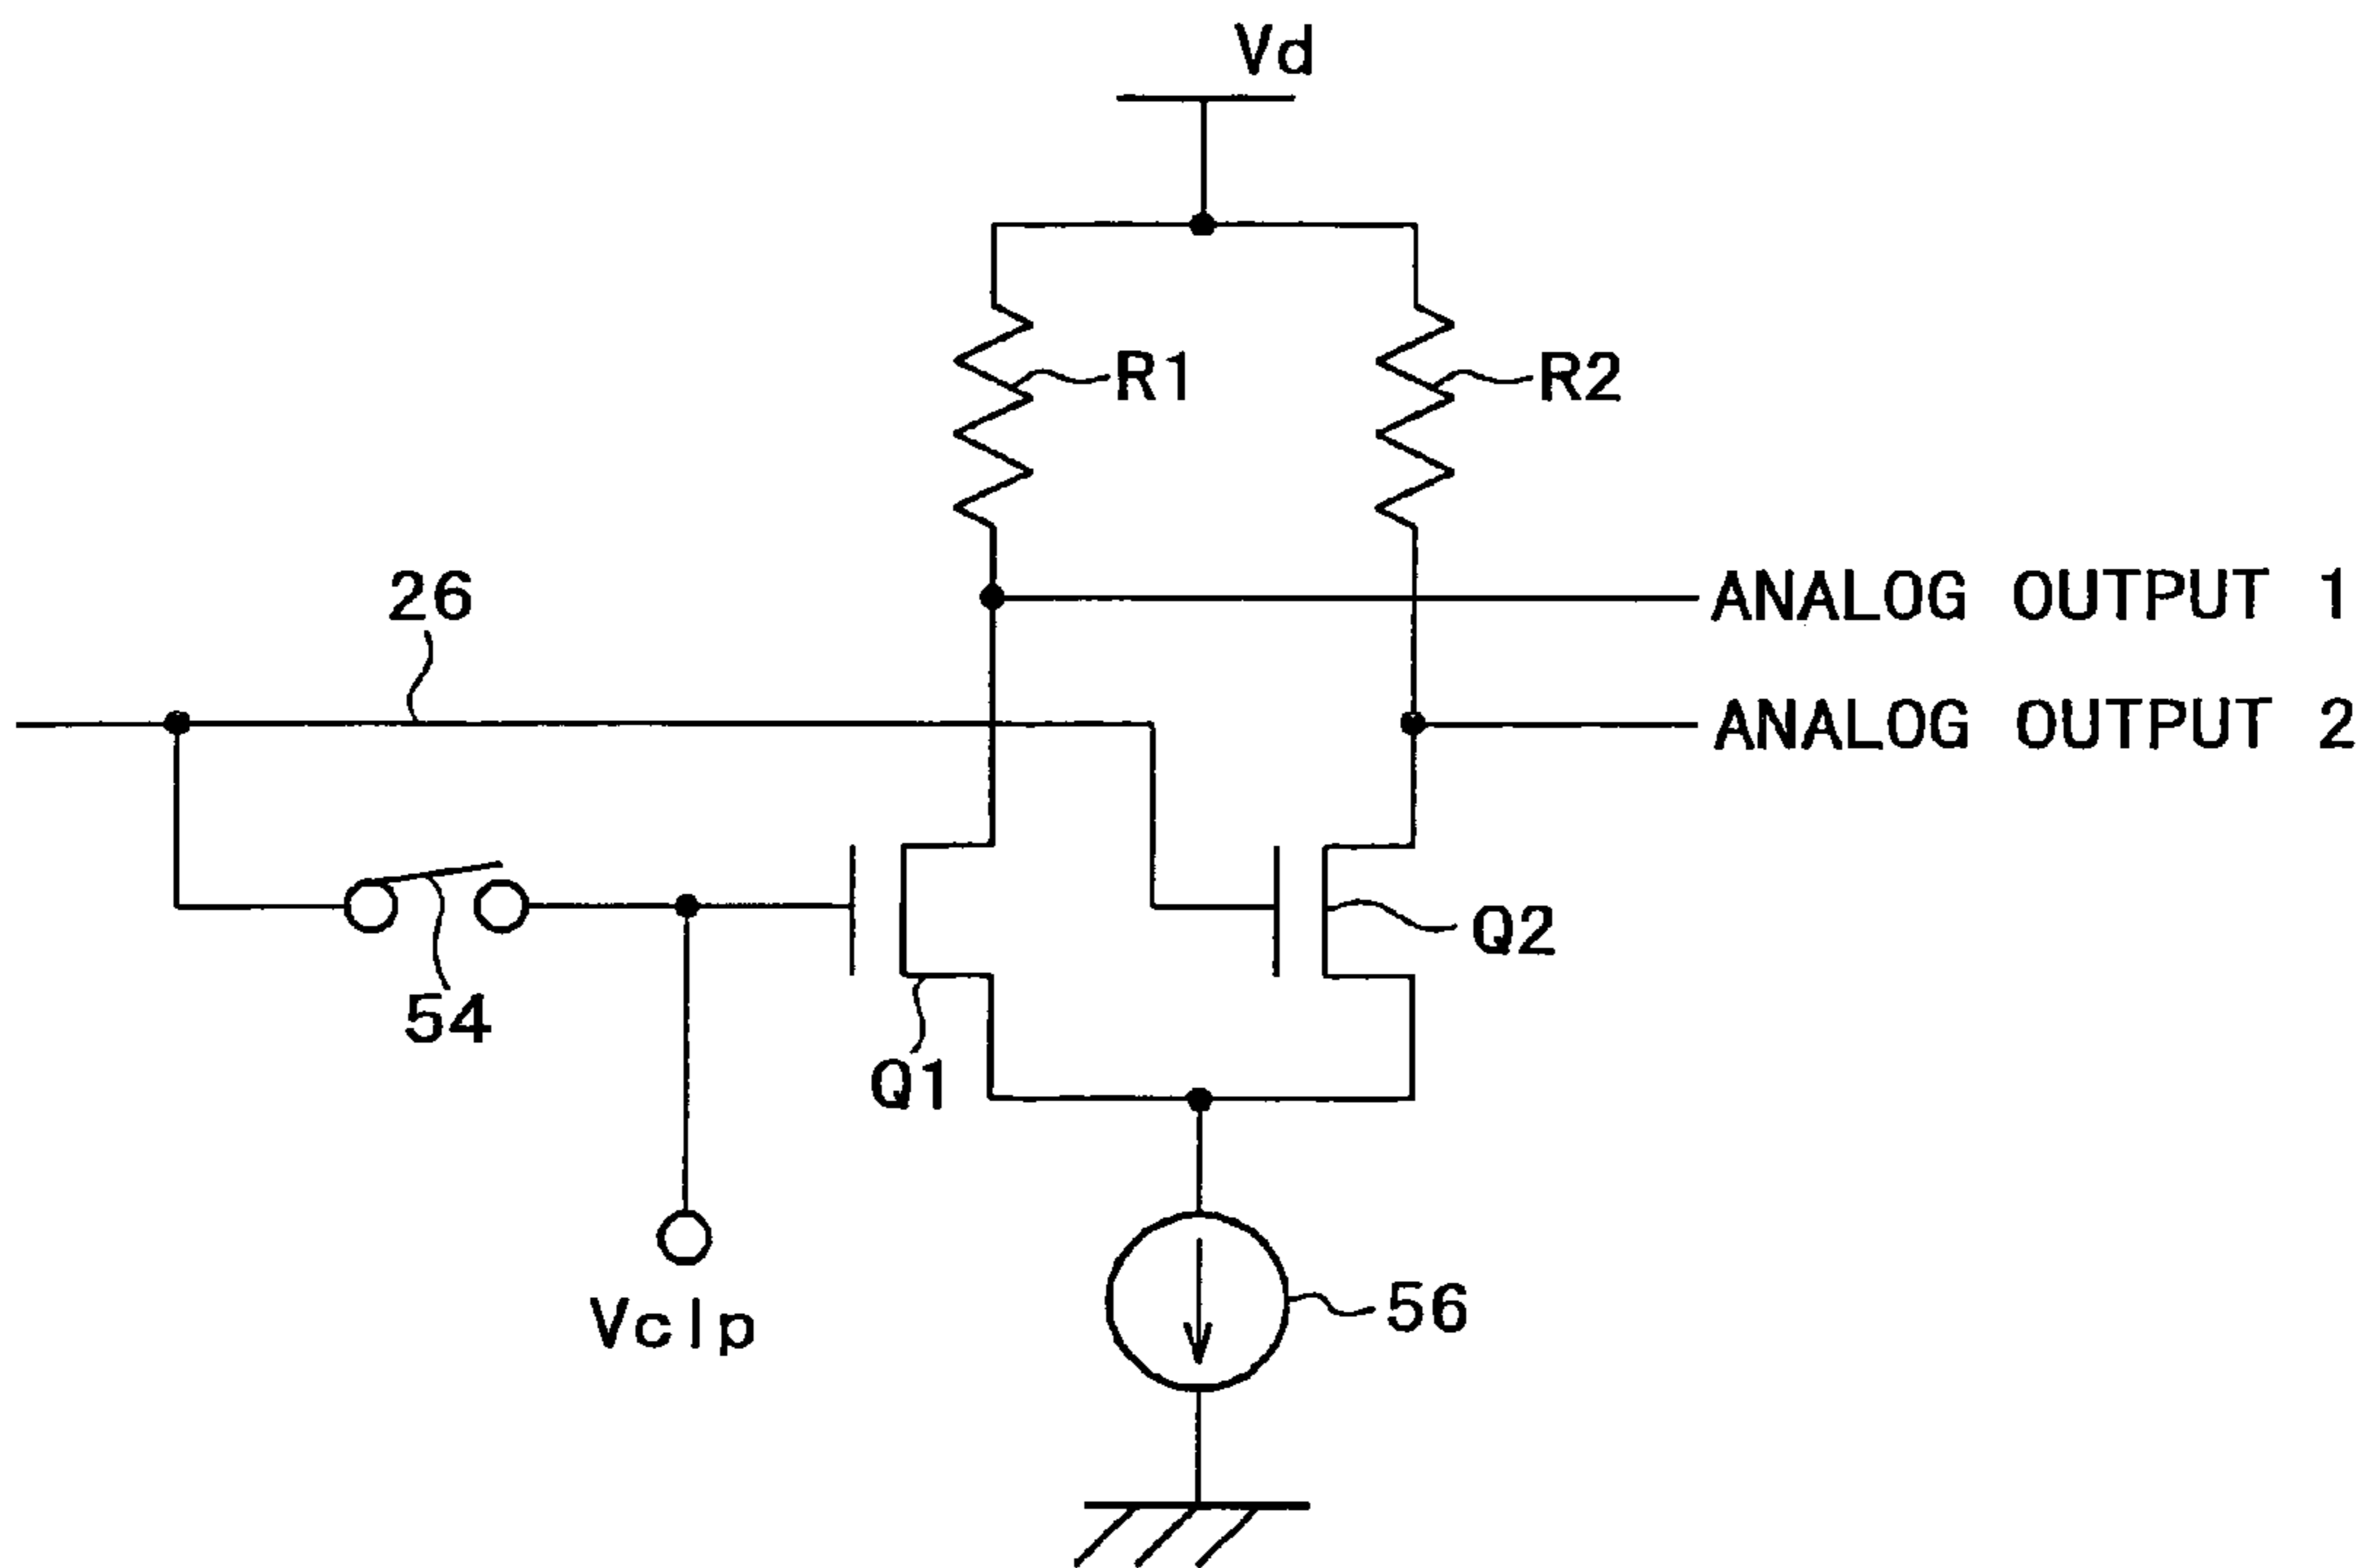 Vd
R1
R2
26
ANALOG OUTPUT 1
ANALOG OUTPUT 2
54
Q1
Q2
Vclp
56